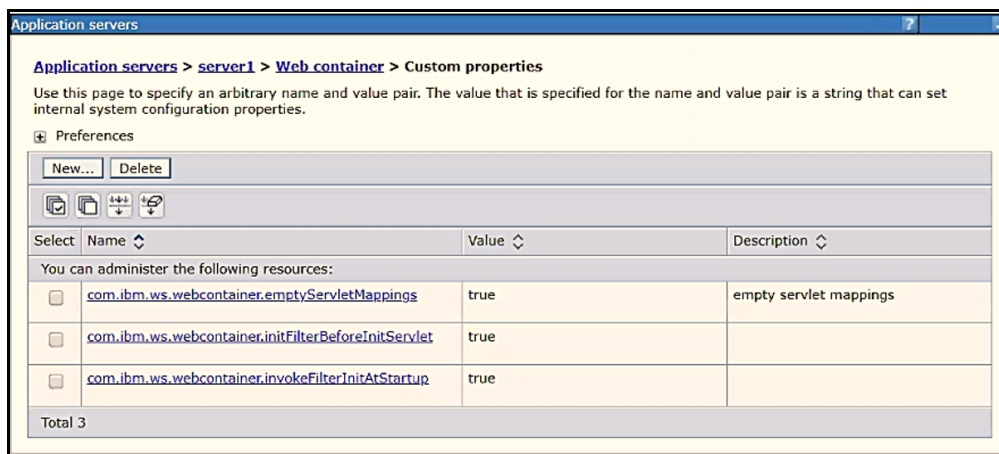 Application servers ?
Application servers > server1 > Web container > Custom properties
Use this page to specify an arbitrary name and value pair. The value that is specified for the name and value pair is a string that can set
internal system configuration properties.
+ Preferences
New... Delete
Select Name Value Description
You can administer the following resources:
com.ibm.ws.webcontainer.emptyServletMappings true empty servlet mappings
com.ibm.ws.webcontainer.initFilterBeforeInitServlet true
com.ibm.ws.webcontainer.invokeFilterInitAtStartup true
Total 3